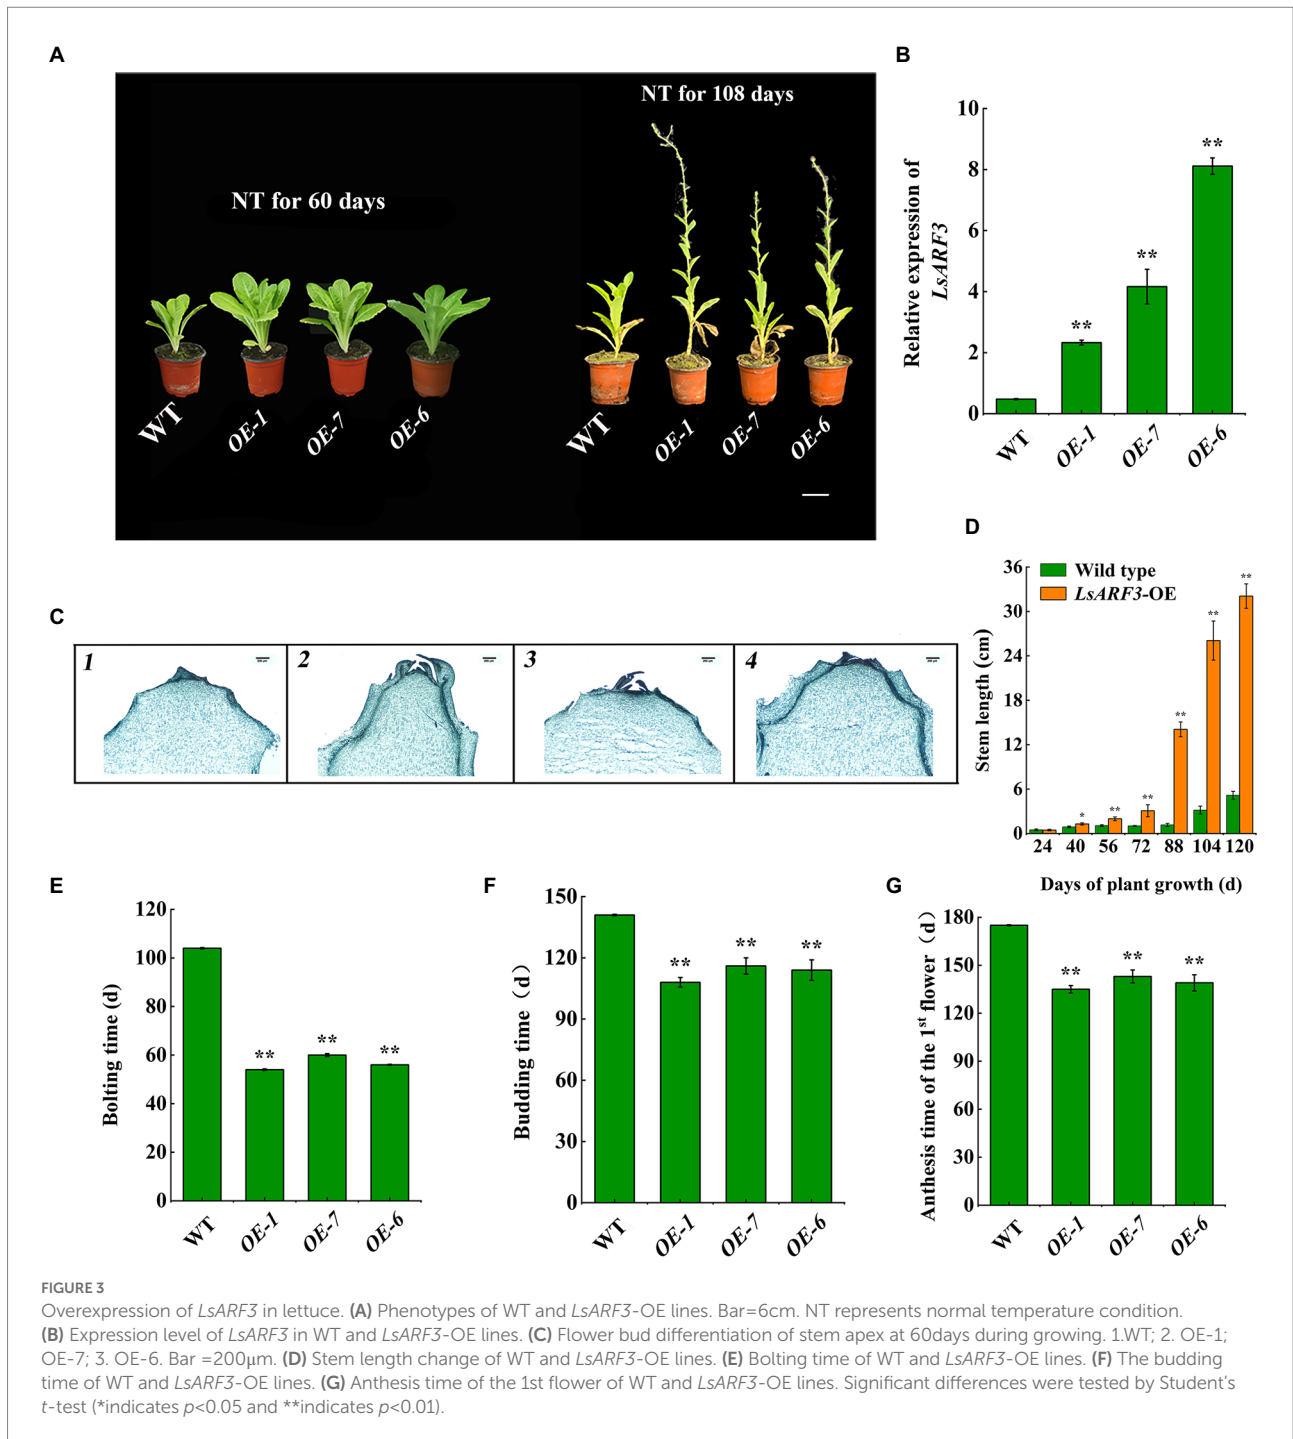 A
NT for 60 days
NT for 108 days
WT
OE-1
OE-7
OE-6
WT
OE-1
OE-7
OE-6
B
Relative expression of
LsARF3
10
8
6
4
2
0
**
**
**
WT
OE-1
OE-7
OE-6
C
1
2
3
4
D
Wild type
LsARF3-OE
Stem length (cm)
36
30
24
18
12
6
0
*
**
**
**
**
**
24 40 56 72 88 104 120
Days of plant growth (d)
E
Bolting time (d)
120
100
80
60
40
20
0
**
**
**
WT
OE-1
OE-7
OE-6
F
Budding time（d）
150
120
90
60
30
0
**
**
**
WT
OE-1
OE-7
OE-6
G
Anthesis time of the 1st flower（d）
180
150
120
90
60
30
0
**
**
**
WT
OE-1
OE-7
OE-6
FIGURE 3
Overexpression of LsARF3 in lettuce. (A) Phenotypes of WT and LsARF3-OE lines. Bar=6cm. NT represents normal temperature condition.
(B) Expression level of LsARF3 in WT and LsARF3-OE lines. (C) Flower bud differentiation of stem apex at 60days during growing. 1.WT; 2. OE-1;
OE-7; 3. OE-6. Bar =200μm. (D) Stem length change of WT and LsARF3-OE lines. (E) Bolting time of WT and LsARF3-OE lines. (F) The budding
time of WT and LsARF3-OE lines. (G) Anthesis time of the 1st flower of WT and LsARF3-OE lines. Significant differences were tested by Student's
t-test (*indicates p<0.05 and **indicates p<0.01).